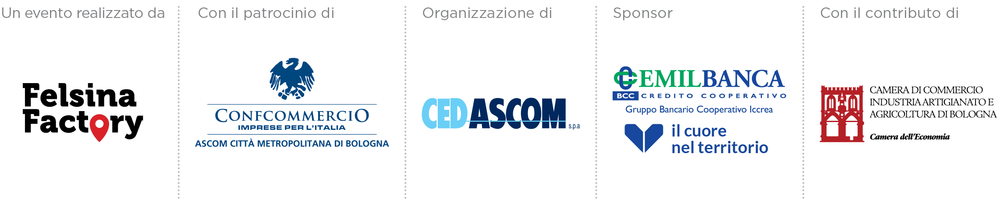 Un evento realizzato da
Felsina
Factory
Con il patrocinio di
CONFCOMMERCIO
IMPRESE PER L'ITALIA
ASCOM CITTÀ METROPOLITANA DI BOLOGNA
Organizzazione di
CEDASCOM s.p.a
Sponsor
EMILBANCA
BCC CREDITO COOPERATIVO
Gruppo Bancario Cooperativo Iccrea
il cuore
nel territorio
Con il contributo di
CAMERA DI COMMERCIO
INDUSTRIA ARTIGIANATO E
AGRICOLTURA DI BOLOGNA
Camera dell'Economia